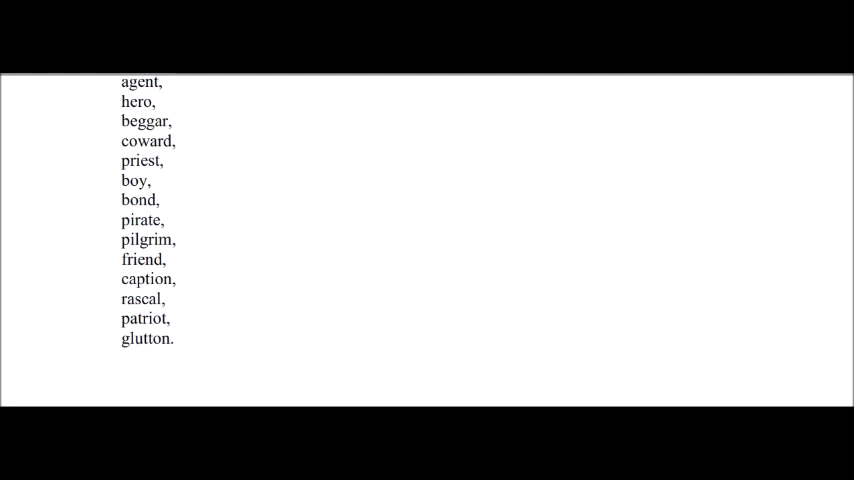 agent,
hero,
beggar,
coward,
priest,
boy,
bond,
pirate,
pilgrim,
friend,
caption,
rascal,
patriot,
glutton.